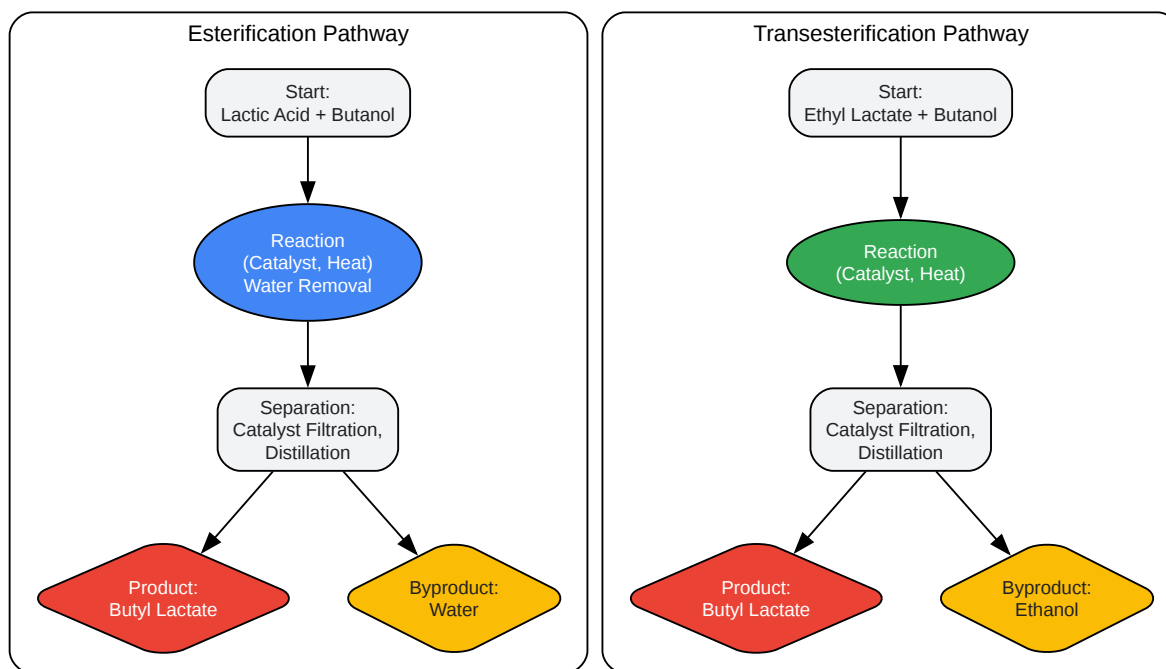 Esterification Pathway
Start:
Lactic Acid + Butanol
Reaction
(Catalyst, Heat)
Water Removal
Separation:
Catalyst Filtration,
Distillation
Product:
Butyl Lactate
Byproduct:
Water
Transesterification Pathway
Start:
Ethyl Lactate + Butanol
Reaction
(Catalyst, Heat)
Separation:
Catalyst Filtration,
Distillation
Product:
Butyl Lactate
Byproduct:
Ethanol